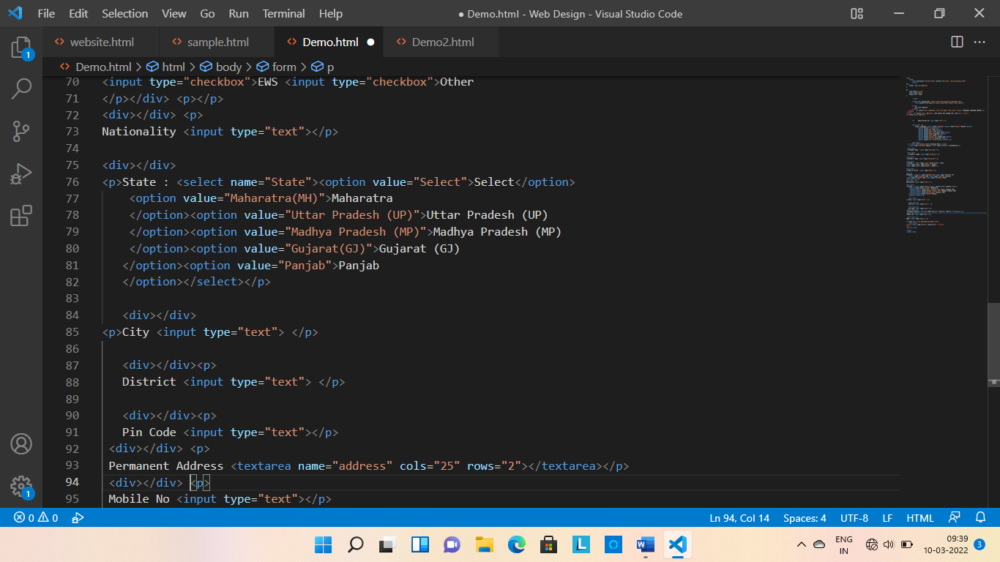 File Edit Selection View Go Run Terminal Help ● Demo.html - Web Design - Visual Studio Code
<> website.html <> sample.html <> Demo.html ● <> Demo2.html
<> Demo.html > html > body > form > p
70 <input type="checkbox">EWS <input type="checkbox">Other
71 </p></div> <p></p>
72 <div></div> <p>
73 Nationality <input type="text"></p>
74
75 <div></div>
76 <p>State : <select name="State"><option value="Select">Select</option>
77 <option value="Maharatra(MH)">Maharatra
78 </option><option value="Uttar Pradesh (UP)">Uttar Pradesh (UP)
79 </option><option value="Madhya Pradesh (MP)">Madhya Pradesh (MP)
80 </option><option value="Gujarat(GJ)">Gujarat (GJ)
81 </option><option value="Panjab">Panjab
82 </option></select></p>
83
84 <div></div>
85 <p>City <input type="text"> </p>
86
87 <div></div><p>
88 District <input type="text"> </p>
89
90 <div></div><p>
91 Pin Code <input type="text"></p>
92 <div></div> <p>
93 Permanent Address <textarea name="address" cols="25" rows="2"></textarea></p>
94 <div></div> <p>
95 Mobile No <input type="text"></p>
1
1
0 0 Ln 94, Col 14 Spaces: 4 UTF-8 LF HTML
L O W ENG IN 09:39 10-03-2022 3